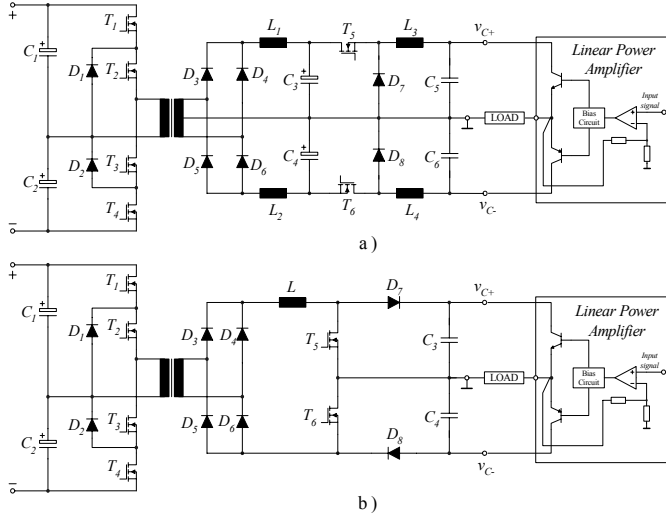 +
T1
L1
T5
L3
vC+
C1
D1
T2
D3
D4
C3
D7
C5
Linear Power
Amplifier
Input
signal
Bias
Circuit
+
−
LOAD
C2
D2
T3
T4
D5
D6
C4
D8
C6
L2
T6
L4
vC-
−
a )
+
T1
L
D7
vC+
C1
D1
T2
D3
D4
T5
C3
Linear Power
Amplifier
Input
signal
Bias
Circuit
+
−
LOAD
C2
D2
T3
T4
D5
D6
T6
C4
D8
vC-
−
b )